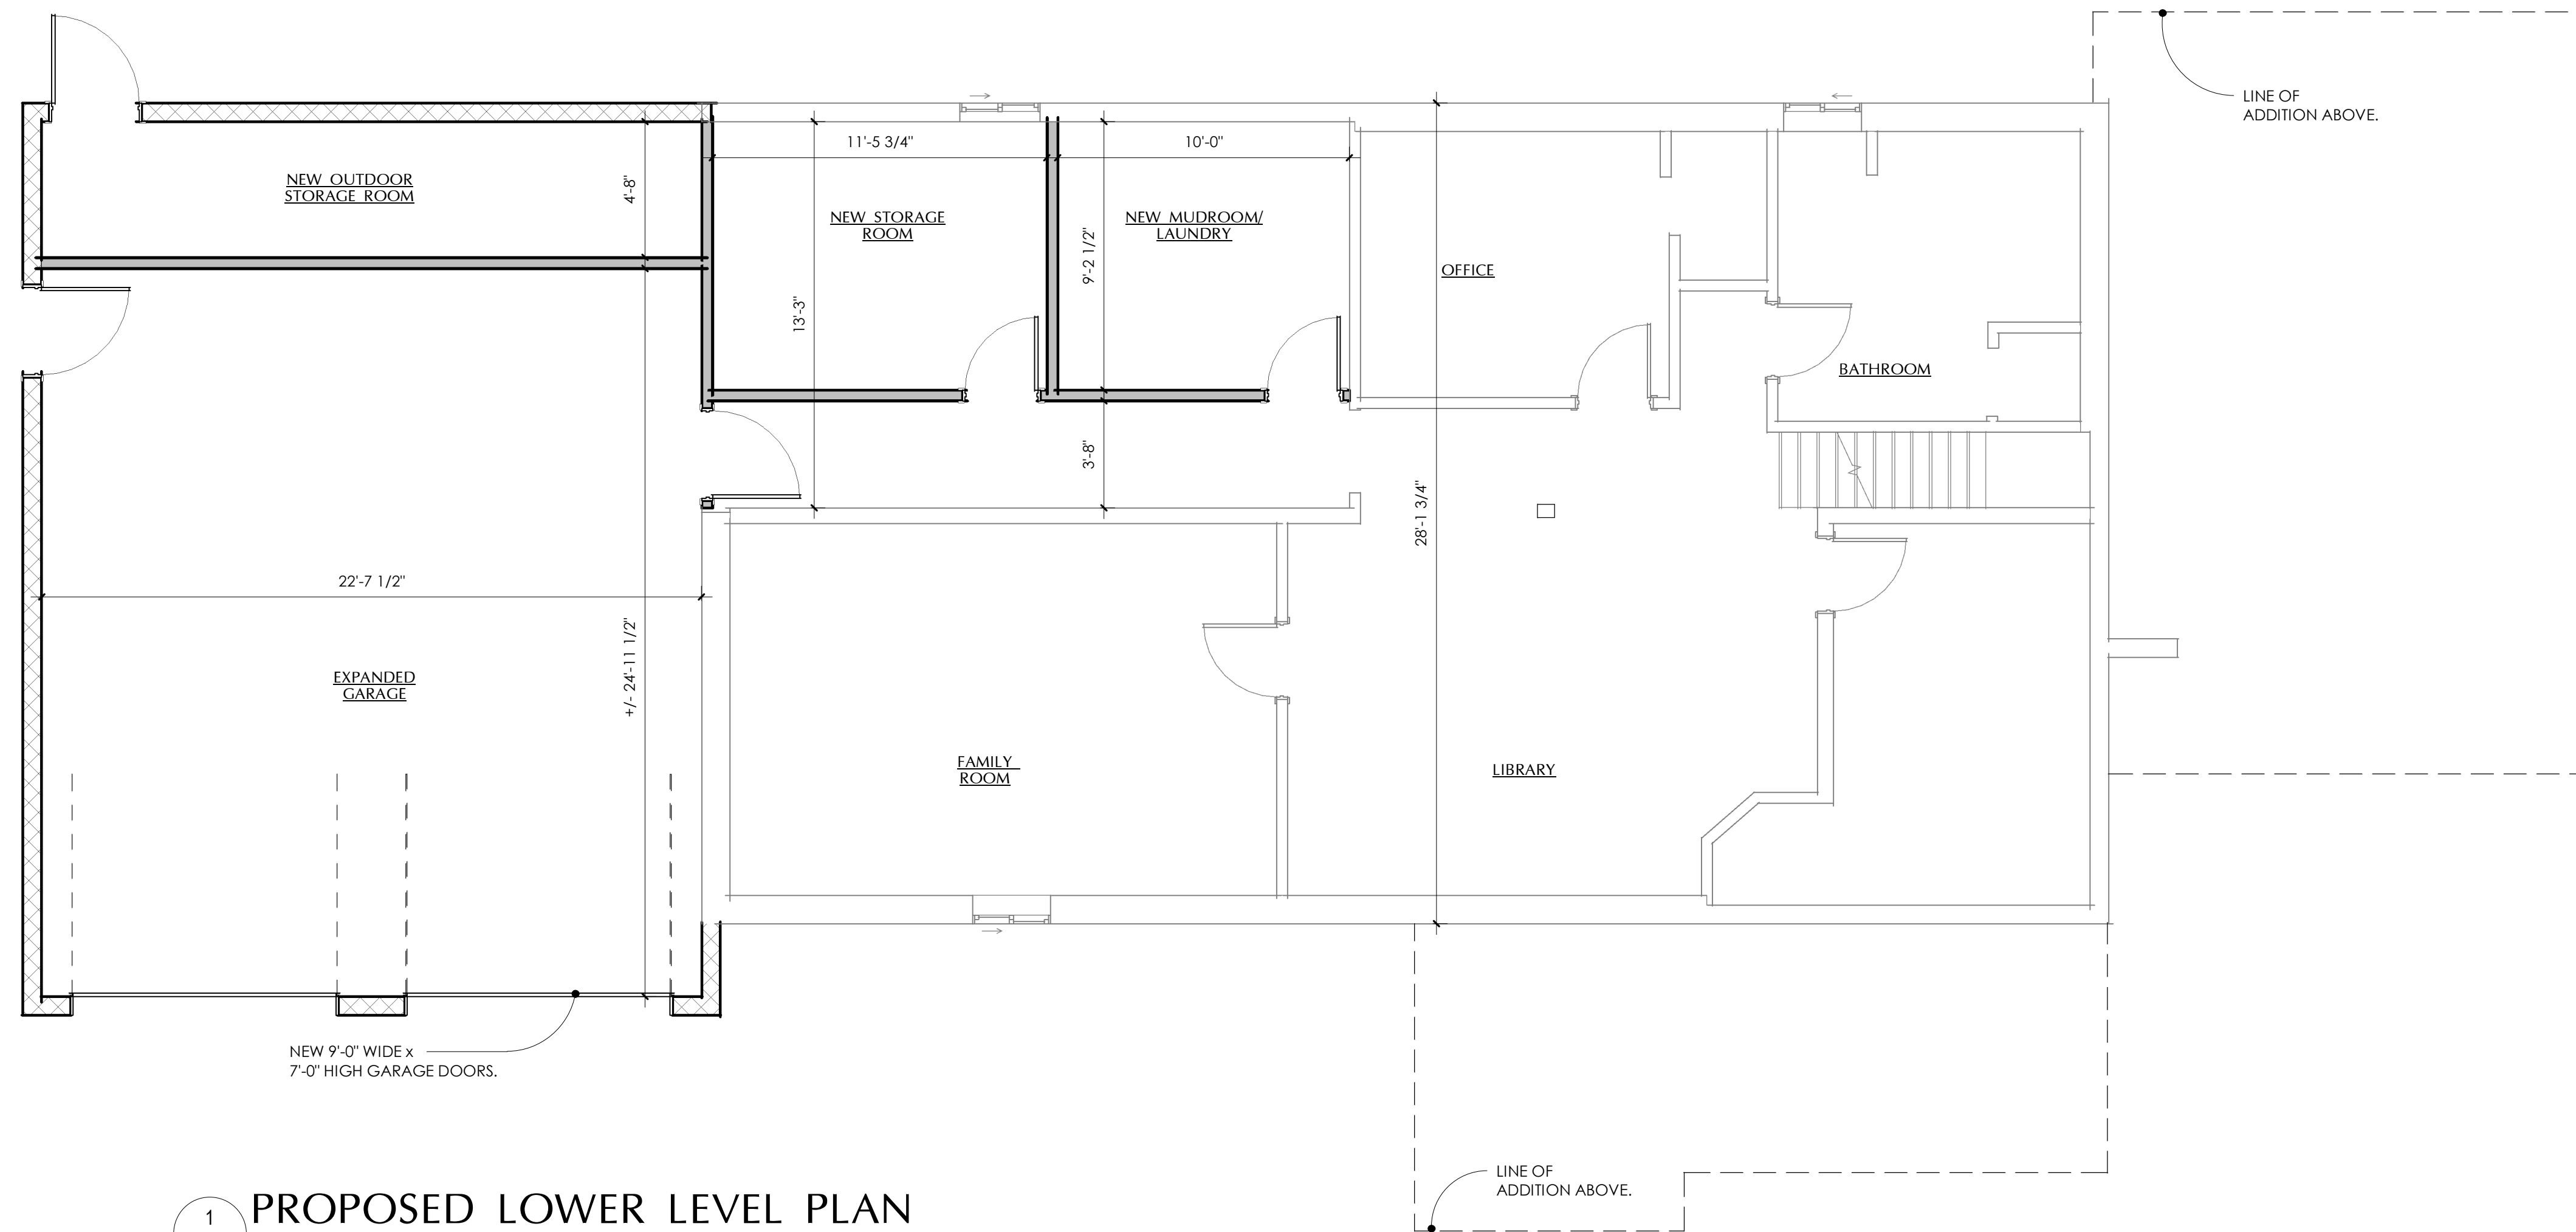 LINE OF
ADDITION ABOVE.
11'-5 3/4"
10'-0"
NEW OUTDOOR
STORAGE ROOM
4'-8"
NEW STORAGE
ROOM
NEW MUDROOM/
LAUNDRY
9'-2 1/2"
OFFICE
13'-3"
BATHROOM
3'-8"
28'-1 3/4"
22'-7 1/2"
+/- 24'-11 1/2"
EXPANDED
GARAGE
FAMILY
ROOM
LIBRARY
NEW 9'-0" WIDE x
7'-0" HIGH GARAGE DOORS.
LINE OF
ADDITION ABOVE.
1
PROPOSED LOWER LEVEL PLAN